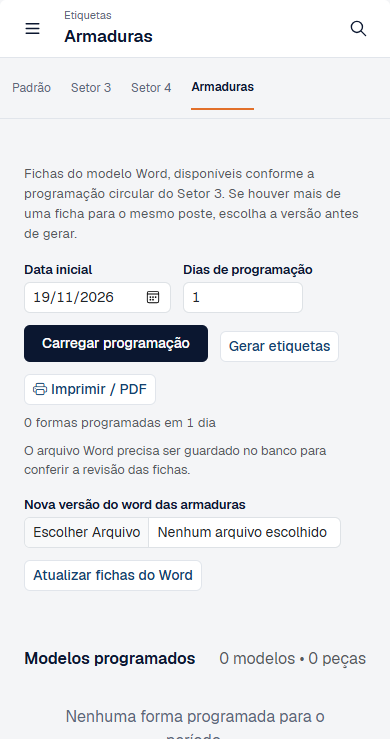 Etiquetas
Armaduras
Padrão Setor 3 Setor 4 Armaduras
Fichas do modelo Word, disponíveis conforme a
programação circular do Setor 3. Se houver mais de
uma ficha para o mesmo poste, escolha a versão antes
de gerar.
Data inicial Dias de programação
19/11/2026 1
Carregar programação Gerar etiquetas
Imprimir / PDF
0 formas programadas em 1 dia
O arquivo Word precisa ser guardado no banco para
conferir a revisão das fichas.
Nova versão do word das armaduras
Escolher Arquivo Nenhum arquivo escolhido
Atualizar fichas do Word
Modelos programados 0 modelos • 0 peças
Nenhuma forma programada para o
período.